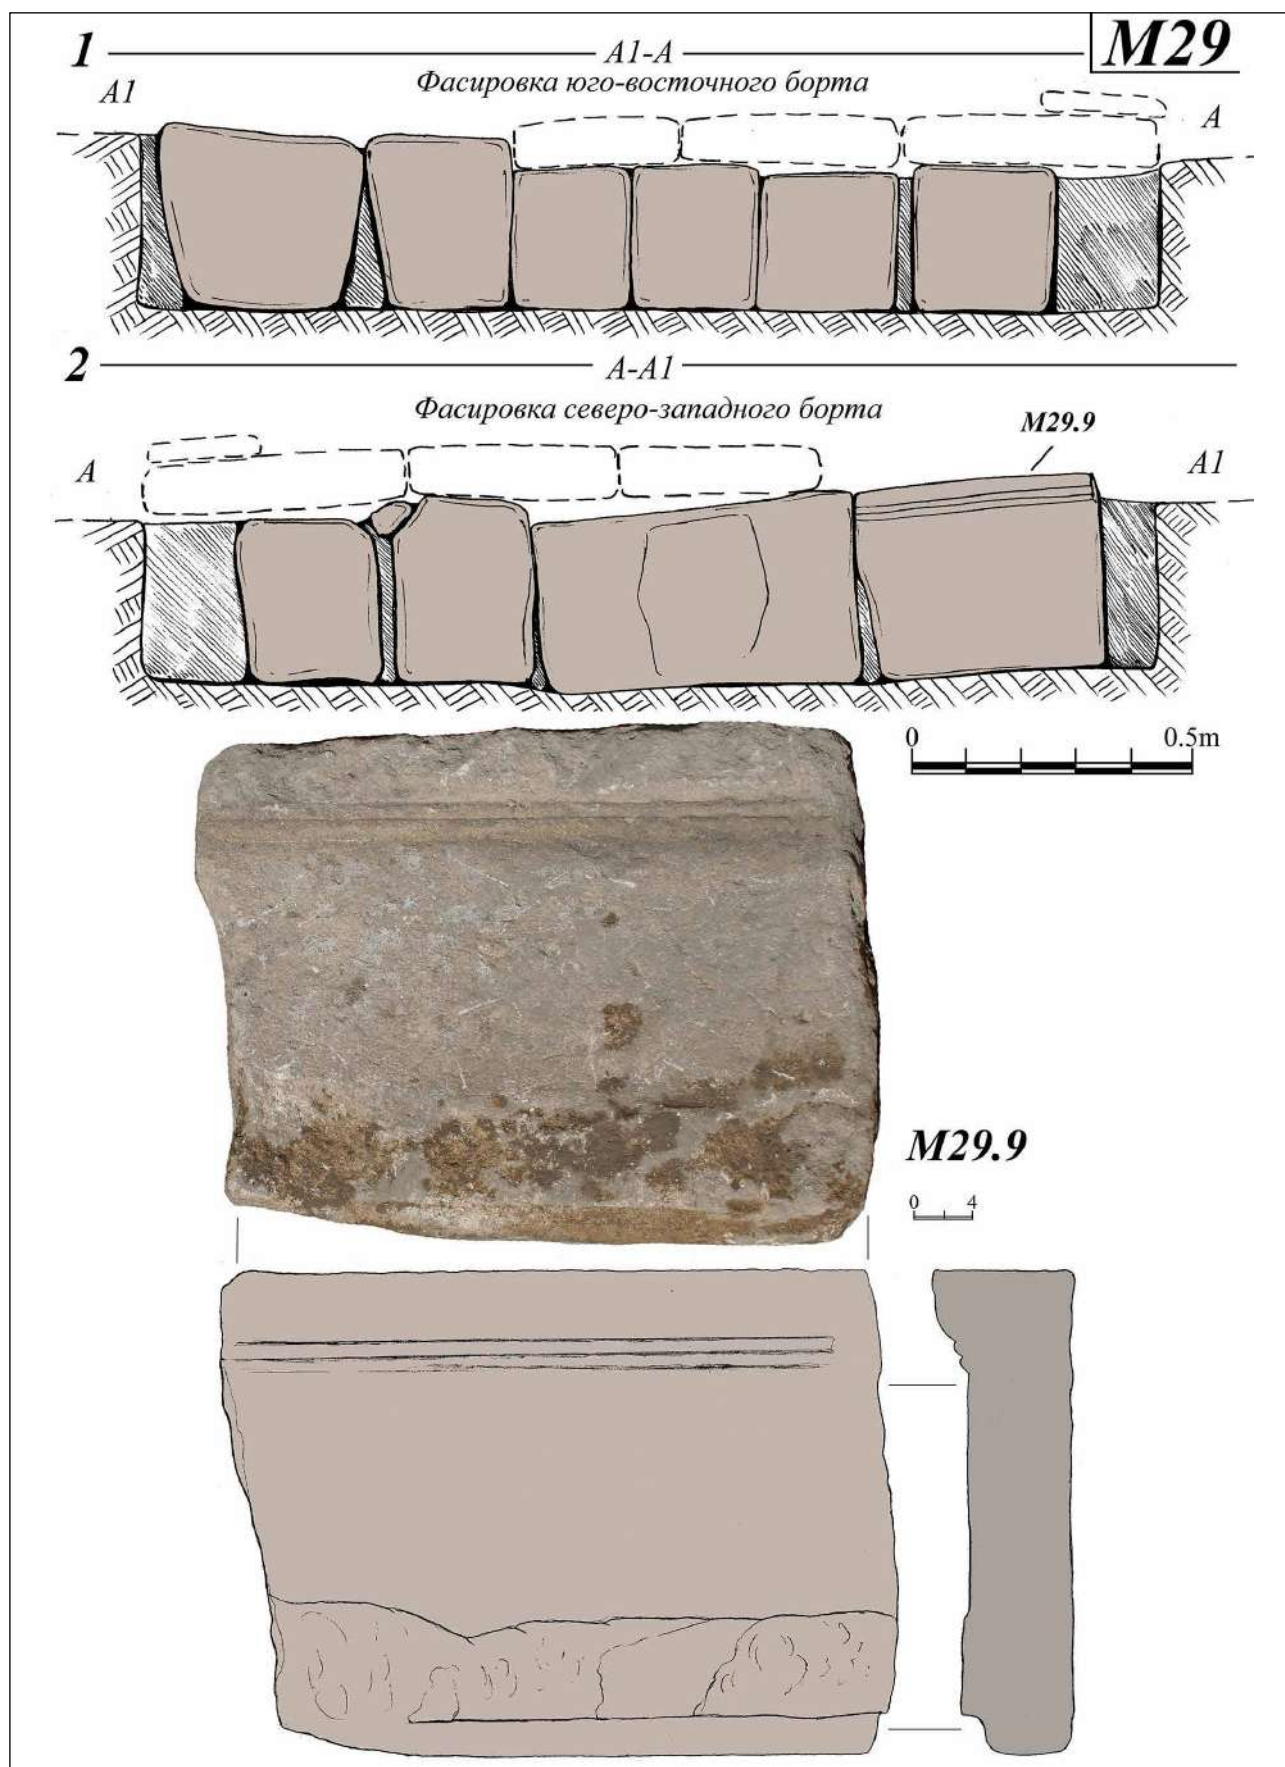 1
A1-A
M29
Фасировка юго-восточного борта
A1
A
2
A-A1
Фасировка северо-западного борта
M29.9
A
A1
0 0.5m
M29.9
0 4